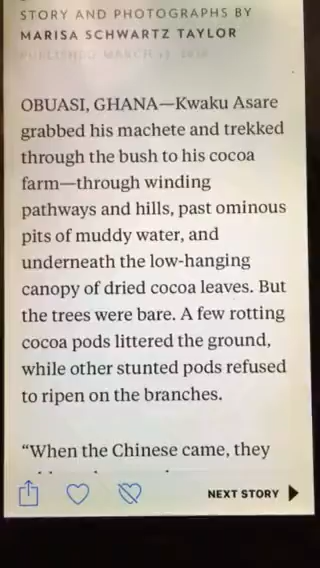 STORY AND PHOTOGRAPHS BY
MARISA SCHWARTZ TAYLOR
PUBLISHED MARCH
OBUASI, GHANA—Kwaku Asare
grabbed his machete and trekked
through the bush to his cocoa
farm—through winding
pathways and hills, past ominous
pits of muddy water, and
underneath the low-hanging
canopy of dried cocoa leaves. But
the trees were bare. A few rotting
cocoa pods littered the ground,
while other stunted pods refused
to ripen on the branches.
“When the Chinese came, they
NEXT STORY